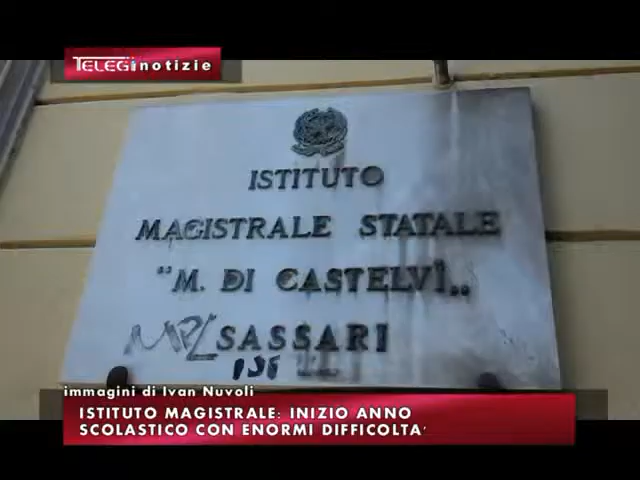 TELEGInotizie
ISTITUTO
MAGISTRALE STATALE
"M. DI CASTELVÌ„
SASSARI
immagini di Ivan Nuvoli
ISTITUTO MAGISTRALE: INIZIO ANNO
SCOLASTICO CON ENORMI DIFFICOLTA'